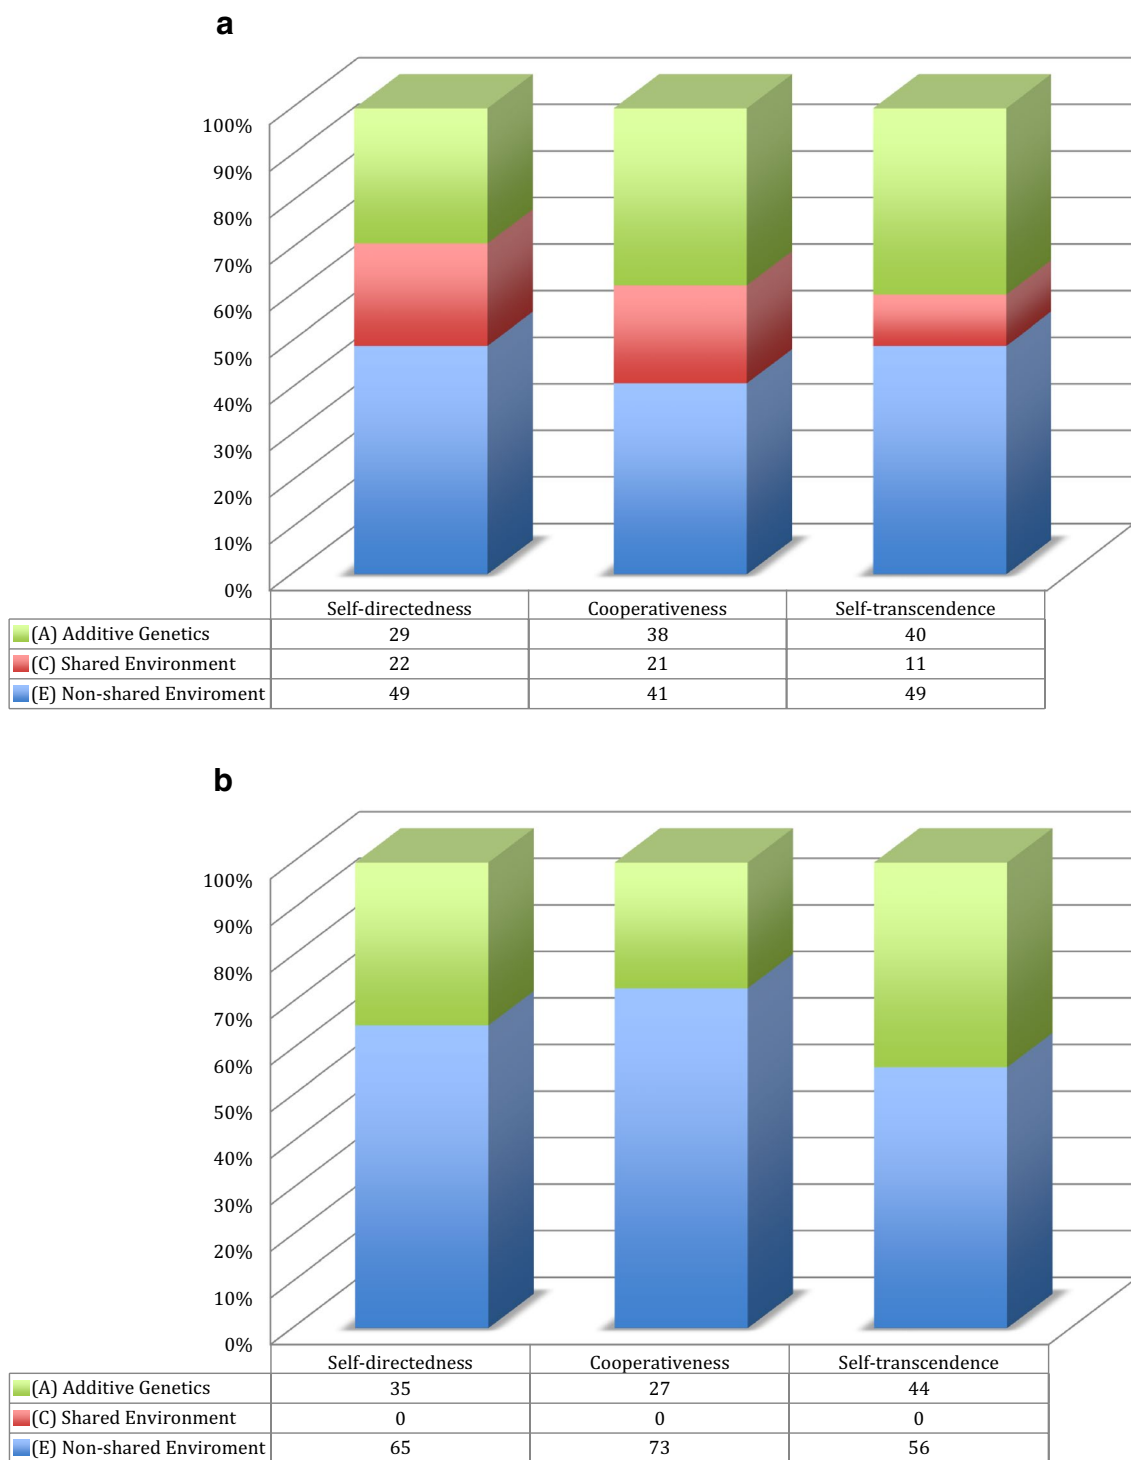 a
100%
90%
80%
70%
60%
50%
40%
30%
20%
10%
0%
Self-directedness Cooperativeness Self-transcendence
(A) Additive Genetics 29 38 40
(C) Shared Environment 22 21 11
(E) Non-shared Enviroment 49 41 49
b
100%
90%
80%
70%
60%
50%
40%
30%
20%
10%
0%
Self-directedness Cooperativeness Self-transcendence
(A) Additive Genetics 35 27 44
(C) Shared Environment 0 0 0
(E) Non-shared Enviroment 65 73 56